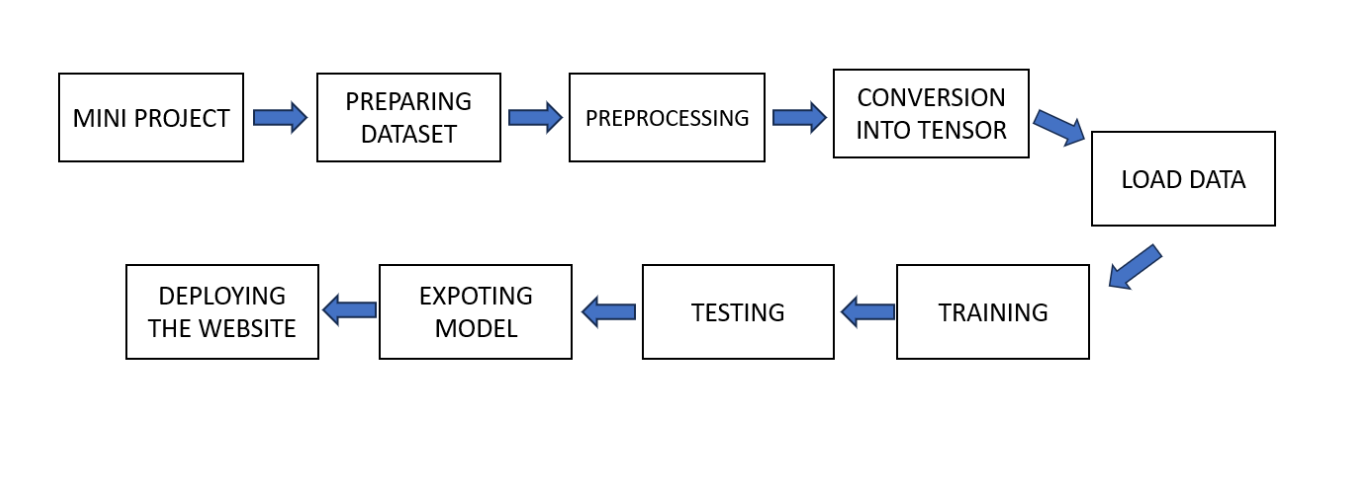 MINI PROJECT
PREPARING
DATASET
PREPROCESSING
CONVERSION
INTO TENSOR
LOAD DATA
TRAINING
TESTING
EXPOTING
MODEL
DEPLOYING
THE WEBSITE